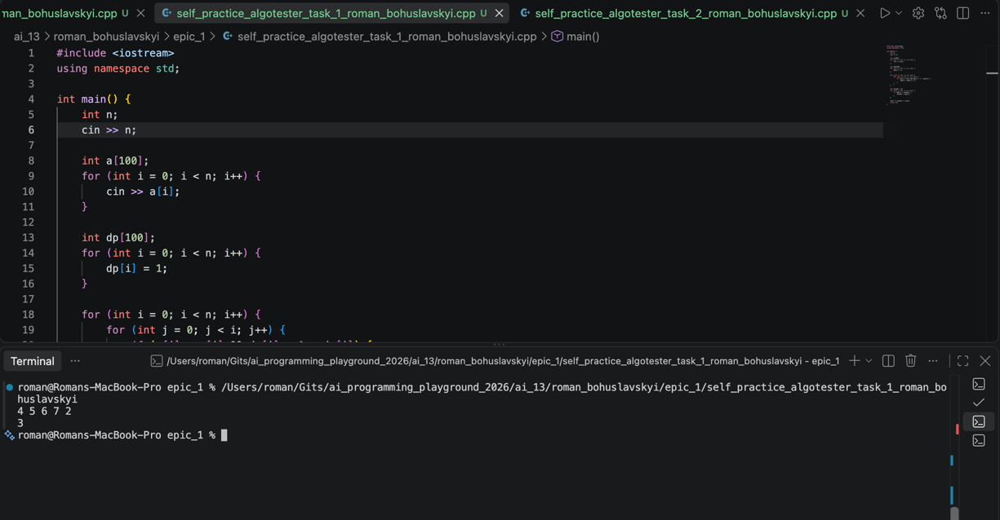 man_bohuslavskyi.cpp U
self_practice_algotester_task_1_roman_bohuslavskyi.cpp U
self_practice_algotester_task_2_roman_bohuslavskyi.cpp U
ai_13 > roman_bohuslavskyi > epic_1 > self_practice_algotester_task_1_roman_bohuslavskyi.cpp > main()
1 #include <iostream>
2 using namespace std;
3
4 int main() {
5 int n;
6 cin >> n;
7
8 int a[100];
9 for (int i = 0; i < n; i++) {
10 cin >> a[i];
11 }
12
13 int dp[100];
14 for (int i = 0; i < n; i++) {
15 dp[i] = 1;
16 }
17
18 for (int i = 0; i < n; i++) {
19 for (int j = 0; j < i; j++) {
Terminal
/Users/roman/Gits/ai_programming_playground_2026/ai_13/roman_bohuslavskyi/epic_1/self_practice_algotester_task_1_roman_bohuslavskyi - epic_1
roman@Romans-MacBook-Pro epic_1 % /Users/roman/Gits/ai_programming_playground_2026/ai_13/roman_bohuslavskyi/epic_1/self_practice_algotester_task_1_roman_bo
huslavskyi
4 5 6 7 2
3
roman@Romans-MacBook-Pro epic_1 %